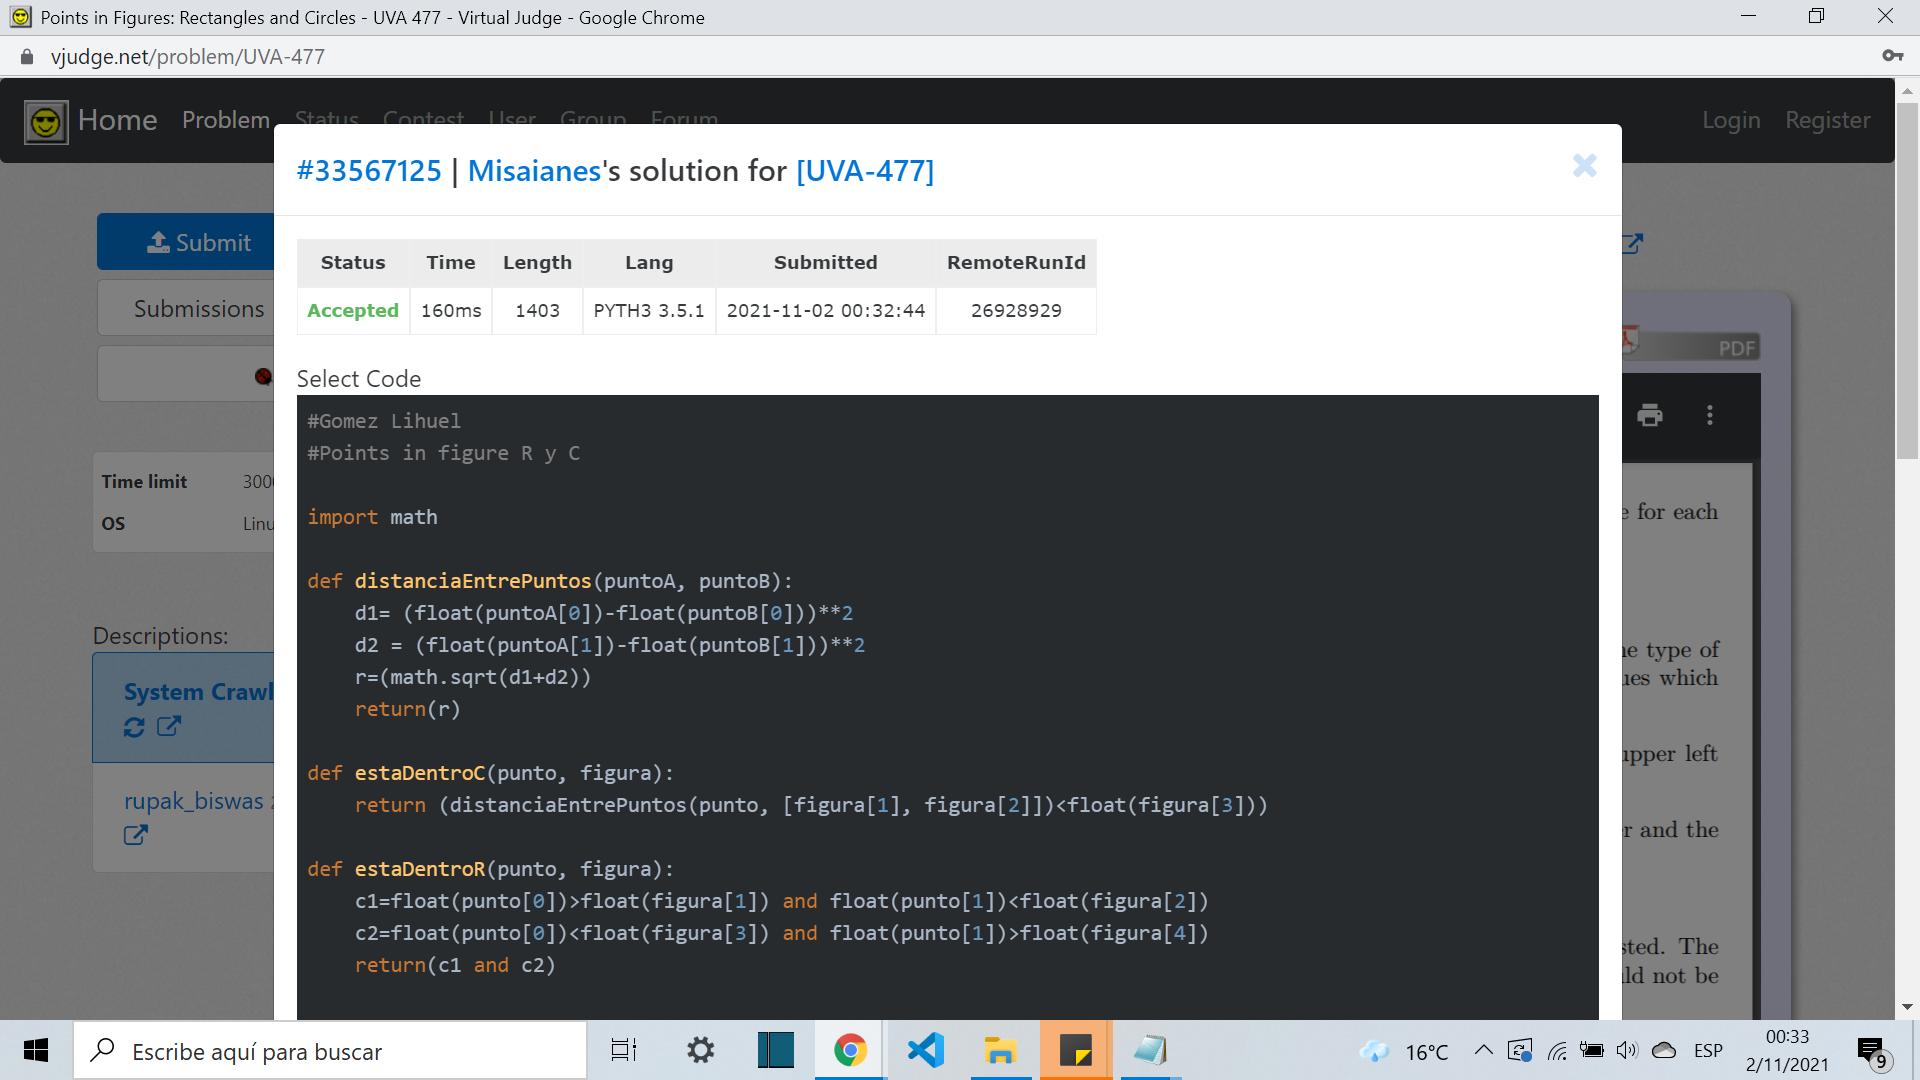 Points in Figures: Rectangles and Circles - UVA 477 - Virtual Judge - Google Chrome
vjudge.net/problem/UVA-477
Home Problem Status Contest User Group Forum Login Register
#33567125 | Misaianes's solution for [UVA-477]
Submit
Submissions
Status Time Length Lang Submitted RemoteRunId
Accepted 160ms 1403 PYTH3 3.5.1 2021-11-02 00:32:44 26928929
PDF
Select Code
#Gomez Lihuel
#Points in figure R y C
import math
def distanciaEntrePuntos(puntoA, puntoB):
d1= (float(puntoA[0])-float(puntoB[0]))**2
d2 = (float(puntoA[1])-float(puntoB[1]))**2
r=(math.sqrt(d1+d2))
return(r)
def estaDentroC(punto, figura):
return (distanciaEntrePuntos(punto, [figura[1], figura[2]])<float(figura[3]))
def estaDentroR(punto, figura):
c1=float(punto[0])>float(figura[1]) and float(punto[1])<float(figura[2])
c2=float(punto[0])<float(figura[3]) and float(punto[1])>float(figura[4])
return(c1 and c2)
Time limit
OS
Descriptions:
System Crawl
rupak_biswas
for each
type of
which
upper left
and the
The
not be
Escribe aquí para buscar
16°C
ESP
00:33
2/11/2021
9